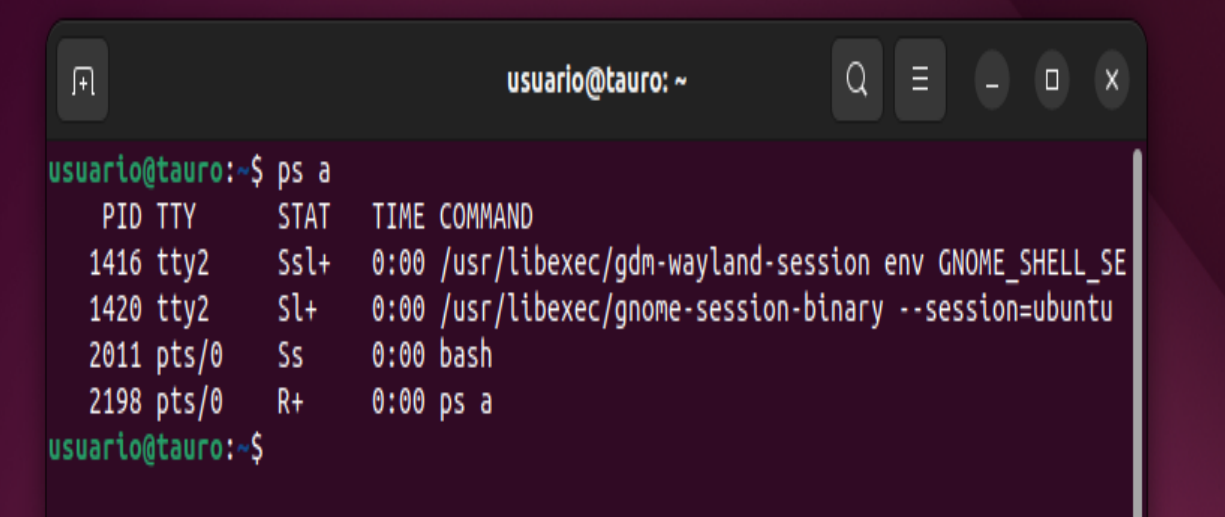 usuario@tauro: ~
usuario@tauro:~$ ps a
PID TTY STAT TIME COMMAND
1416 tty2 Ssl+ 0:00 /usr/libexec/gdm-wayland-session env GNOME_SHELL_SE
1420 tty2 Sl+ 0:00 /usr/libexec/gnome-session-binary --session=ubuntu
2011 pts/0 Ss 0:00 bash
2198 pts/0 R+ 0:00 ps a
usuario@tauro:~$